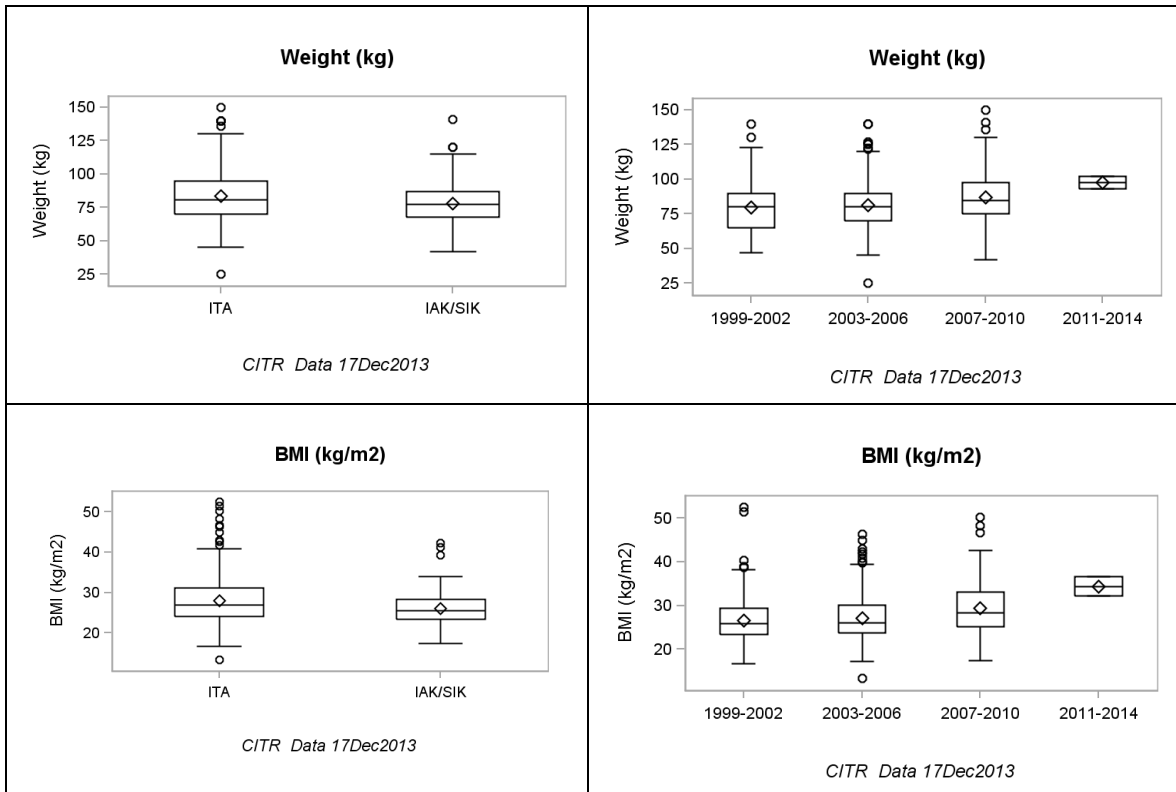 Weight (kg)
Weight (kg)
150
125
100
75
50
25
ITA IAK/SIK
CITR Data 17Dec2013
Weight (kg)
Weight (kg)
150
125
100
75
50
25
1999-2002 2003-2006 2007-2010 2011-2014
CITR Data 17Dec2013
BMI (kg/m2)
BMI (kg/m2)
50
40
30
20
ITA IAK/SIK
CITR Data 17Dec2013
BMI (kg/m2)
BMI (kg/m2)
50
40
30
20
1999-2002 2003-2006 2007-2010 2011-2014
CITR Data 17Dec2013